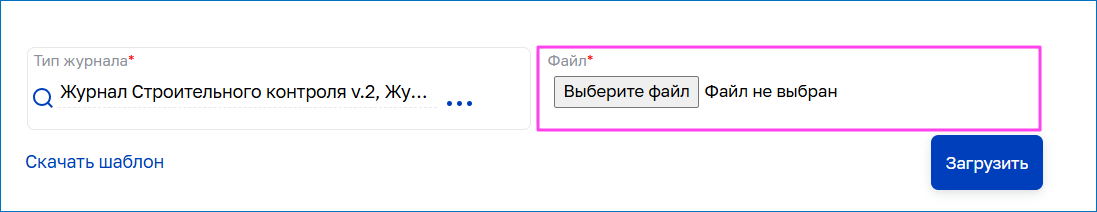 Тип журнала*
Файл*
Журнал Строительного контроля v.2, Жу... •••
Выберите файл Файл не выбран
Скачать шаблон
Загрузить